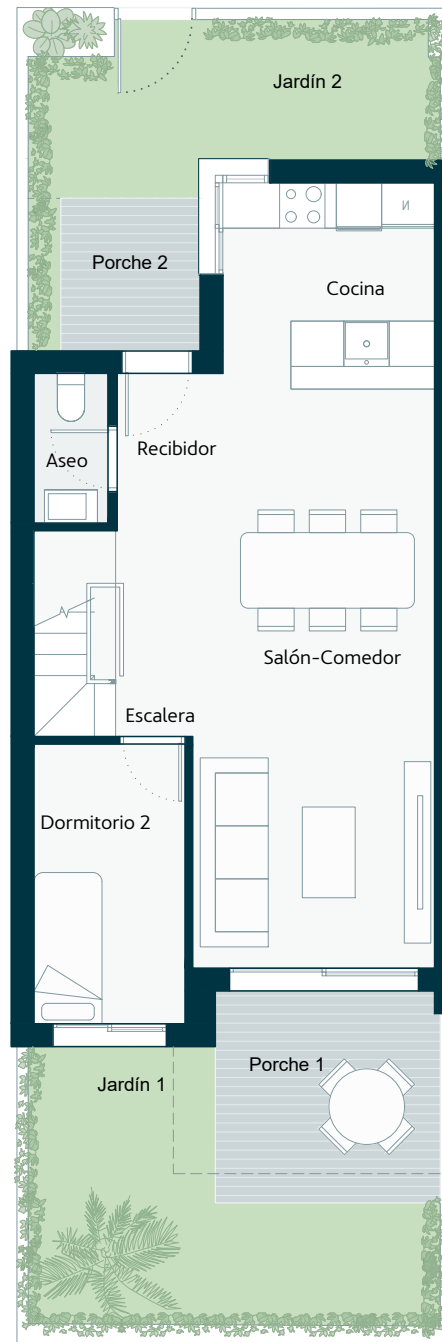 Jardín 2
Porche 2
Cocina
Recibidor
Aseo
Salón-Comedor
Escalera
Dormitorio 2
Porche 1
Jardín 1